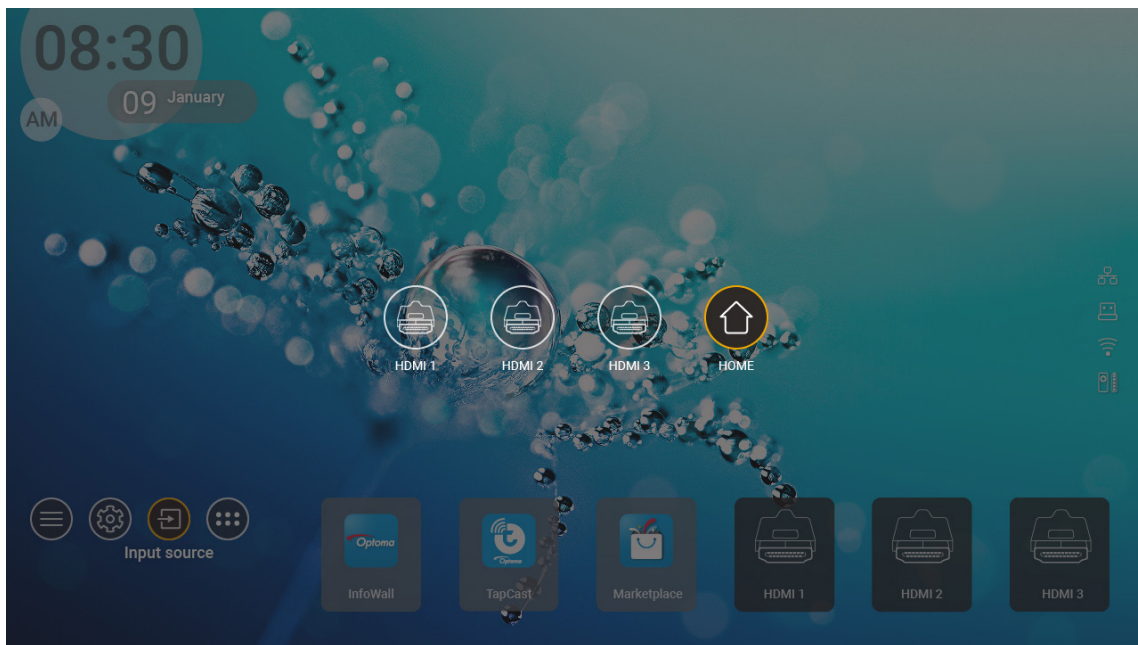 08:30
09 January
AM
HDMI 1
HDMI 2
HDMI 3
HOME
Input source
Optoma
Optoma
InfoWall
TapCast
Marketplace
HDMI 1
HDMI 2
HDMI 3